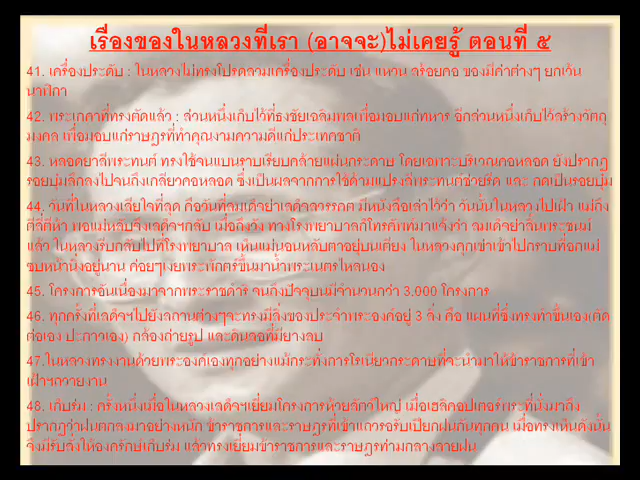 เรื่องของในหลวงที่เรา (อาจจะ)ไม่เคยรู้ ตอนที่ ๕
41. เครื่องประดับ : ในหลวงไม่ทรงโปรดสวมเครื่องประดับ เช่น แหวน สร้อยคอ ของมีค่าต่างๆ ยกเว้น
นาฬิกา
42. พระเกศาที่ทรงตัดแล้ว : ส่วนหนึ่งเก็บไว้ที่ธงชัยเฉลิมพลเพื่อมอบแก่ทหาร อีกส่วนหนึ่งเก็บไว้สร้างวัตถุ
มงคล เพื่อมอบแก่ราษฎรที่ทำคุณงามความดีแก่ประเทศชาติ
43. หลอดยาสีพระทนต์ ทรงใช้จนแบนราบเรียบคล้ายแผ่นกระดาษ โดยเฉพาะบริเวณคอหลอด ยังปรากฏ
รอยบุ๋มลึกลงไปจนถึงเกลียวคอหลอด ซึ่งเป็นผลจากการใช้ด้ามแปรงสีพระทนต์ช่วยรีด และ กดเป็นรอยบุ๋ม
44. วันที่ในหลวงเสียใจที่สุด คือวันที่สมเด็จย่าเสด็จสวรรคต มีหนังสือเล่าไว้ว่า วันนั้นในหลวงไปเฝ้า แม่ถึง
ตีสี่ตีห้า พอแม่หลับจึงเสด็จฯกลับ เมื่อถึงวัง ทางโรงพยาบาลก็โทรศัพท์มาแจ้งว่า สมเด็จย่าสิ้นพระชนม์
แล้ว ในหลวงรีบกลับไปที่โรงพยาบาล เห็นแม่นอนหลับตาอยู่บนเตียง ในหลวงคุกเข่าเข้าไปกราบที่อกแม่
ซบหน้านิ่งอยู่นาน ค่อยๆเงยพระพักตร์ขึ้นมาน้ำพระเนตรไหลนอง
45. โครงการอันเนื่องมาจากพระราชดำริ จนถึงปัจจุบนมีจำนวนกว่า 3,000 โครงการ
46. ทุกครั้งที่เสด็จฯไปยังสถานต่างๆจะทรงมีสิ่งของประจำพระองค์อยู่ 3 สิ่ง คือ แผนที่ซึ่งทรงทำขึ้นเอง(ตัด
ต่อเอง ปะกาวเอง) กล้องถ่ายรูป และดินสอที่มียางลบ
47.ในหลวงทรงงานด้วยพระองค์เองทุกอย่างแม้กระทั่งการโรเนียวกระดาษที่จะนำมาให้ข้าราชการที่เข้า
เฝ้าฯถวายงาน
48. เก็บร่ม : ครั้งหนึ่งเมื่อในหลวงเสด็จฯเยี่ยมโครงการห้วยสัตว์ใหญ่ เมื่อเฮลิคอปเตอร์พระที่นั่งมาถึง
ปรากฏว่าฝนตกลงมาอย่างหนัก ข้าราชการและราษฎรที่เข้าแถวรอรับเปียกฝนกันทุกคน เมื่อทรงเห็นดังนั้น
จึงมีรับสั่งให้องครักษ์เก็บร่ม แล้วทรงเยี่ยมข้าราชการและราษฎรท่ามกลางสายฝน